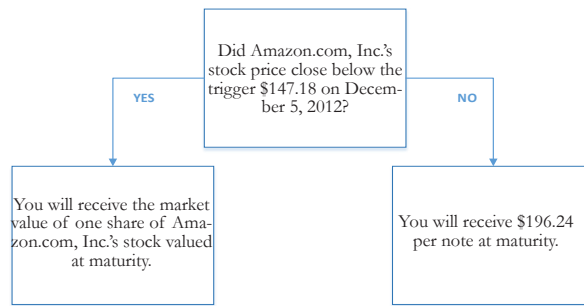 Did Amazon.com, Inc.'s
stock price close below the
trigger $147.18 on Decem-
ber 5, 2012?
YES
NO
You will receive the market
value of one share of Ama-
zon.com, Inc.'s stock valued
at maturity.
You will receive $196.24
per note at maturity.